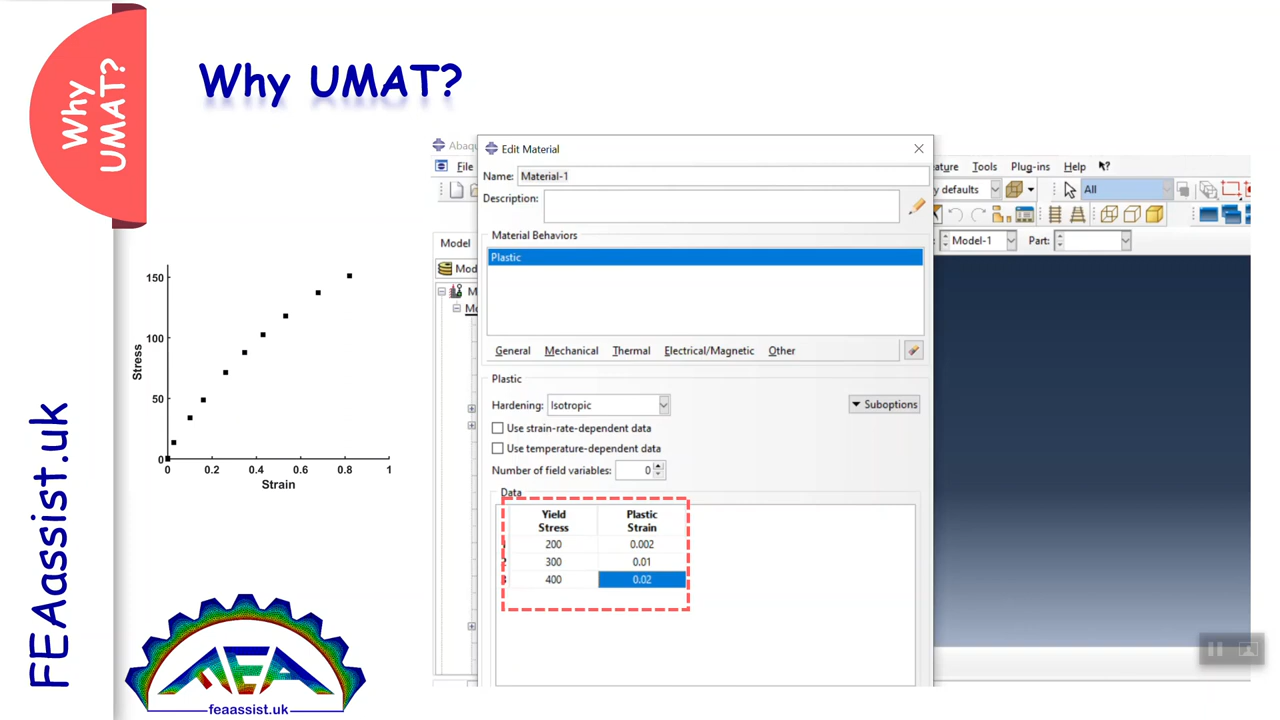 Why
UMAT?
Why UMAT?
FEAassist.uk
150
100
50
0
0 0.2 0.4 0.6 0.8 1
Stress
Strain
FEA
feaassist.uk
Edit Material
File
Name: Material-1
Description:
Material Behaviors
Plastic
General Mechanical Thermal Electrical/Magnetic Other
Plastic
Hardening: Isotropic
Suboptions
Use strain-rate-dependent data
Use temperature-dependent data
Number of field variables: 0
Data
Yield
Stress
Plastic
Strain
200 0.002
2 300 0.01
3 400 0.02
Model
Tools Plug-ins Help
y defaults All
Model-1 Part: